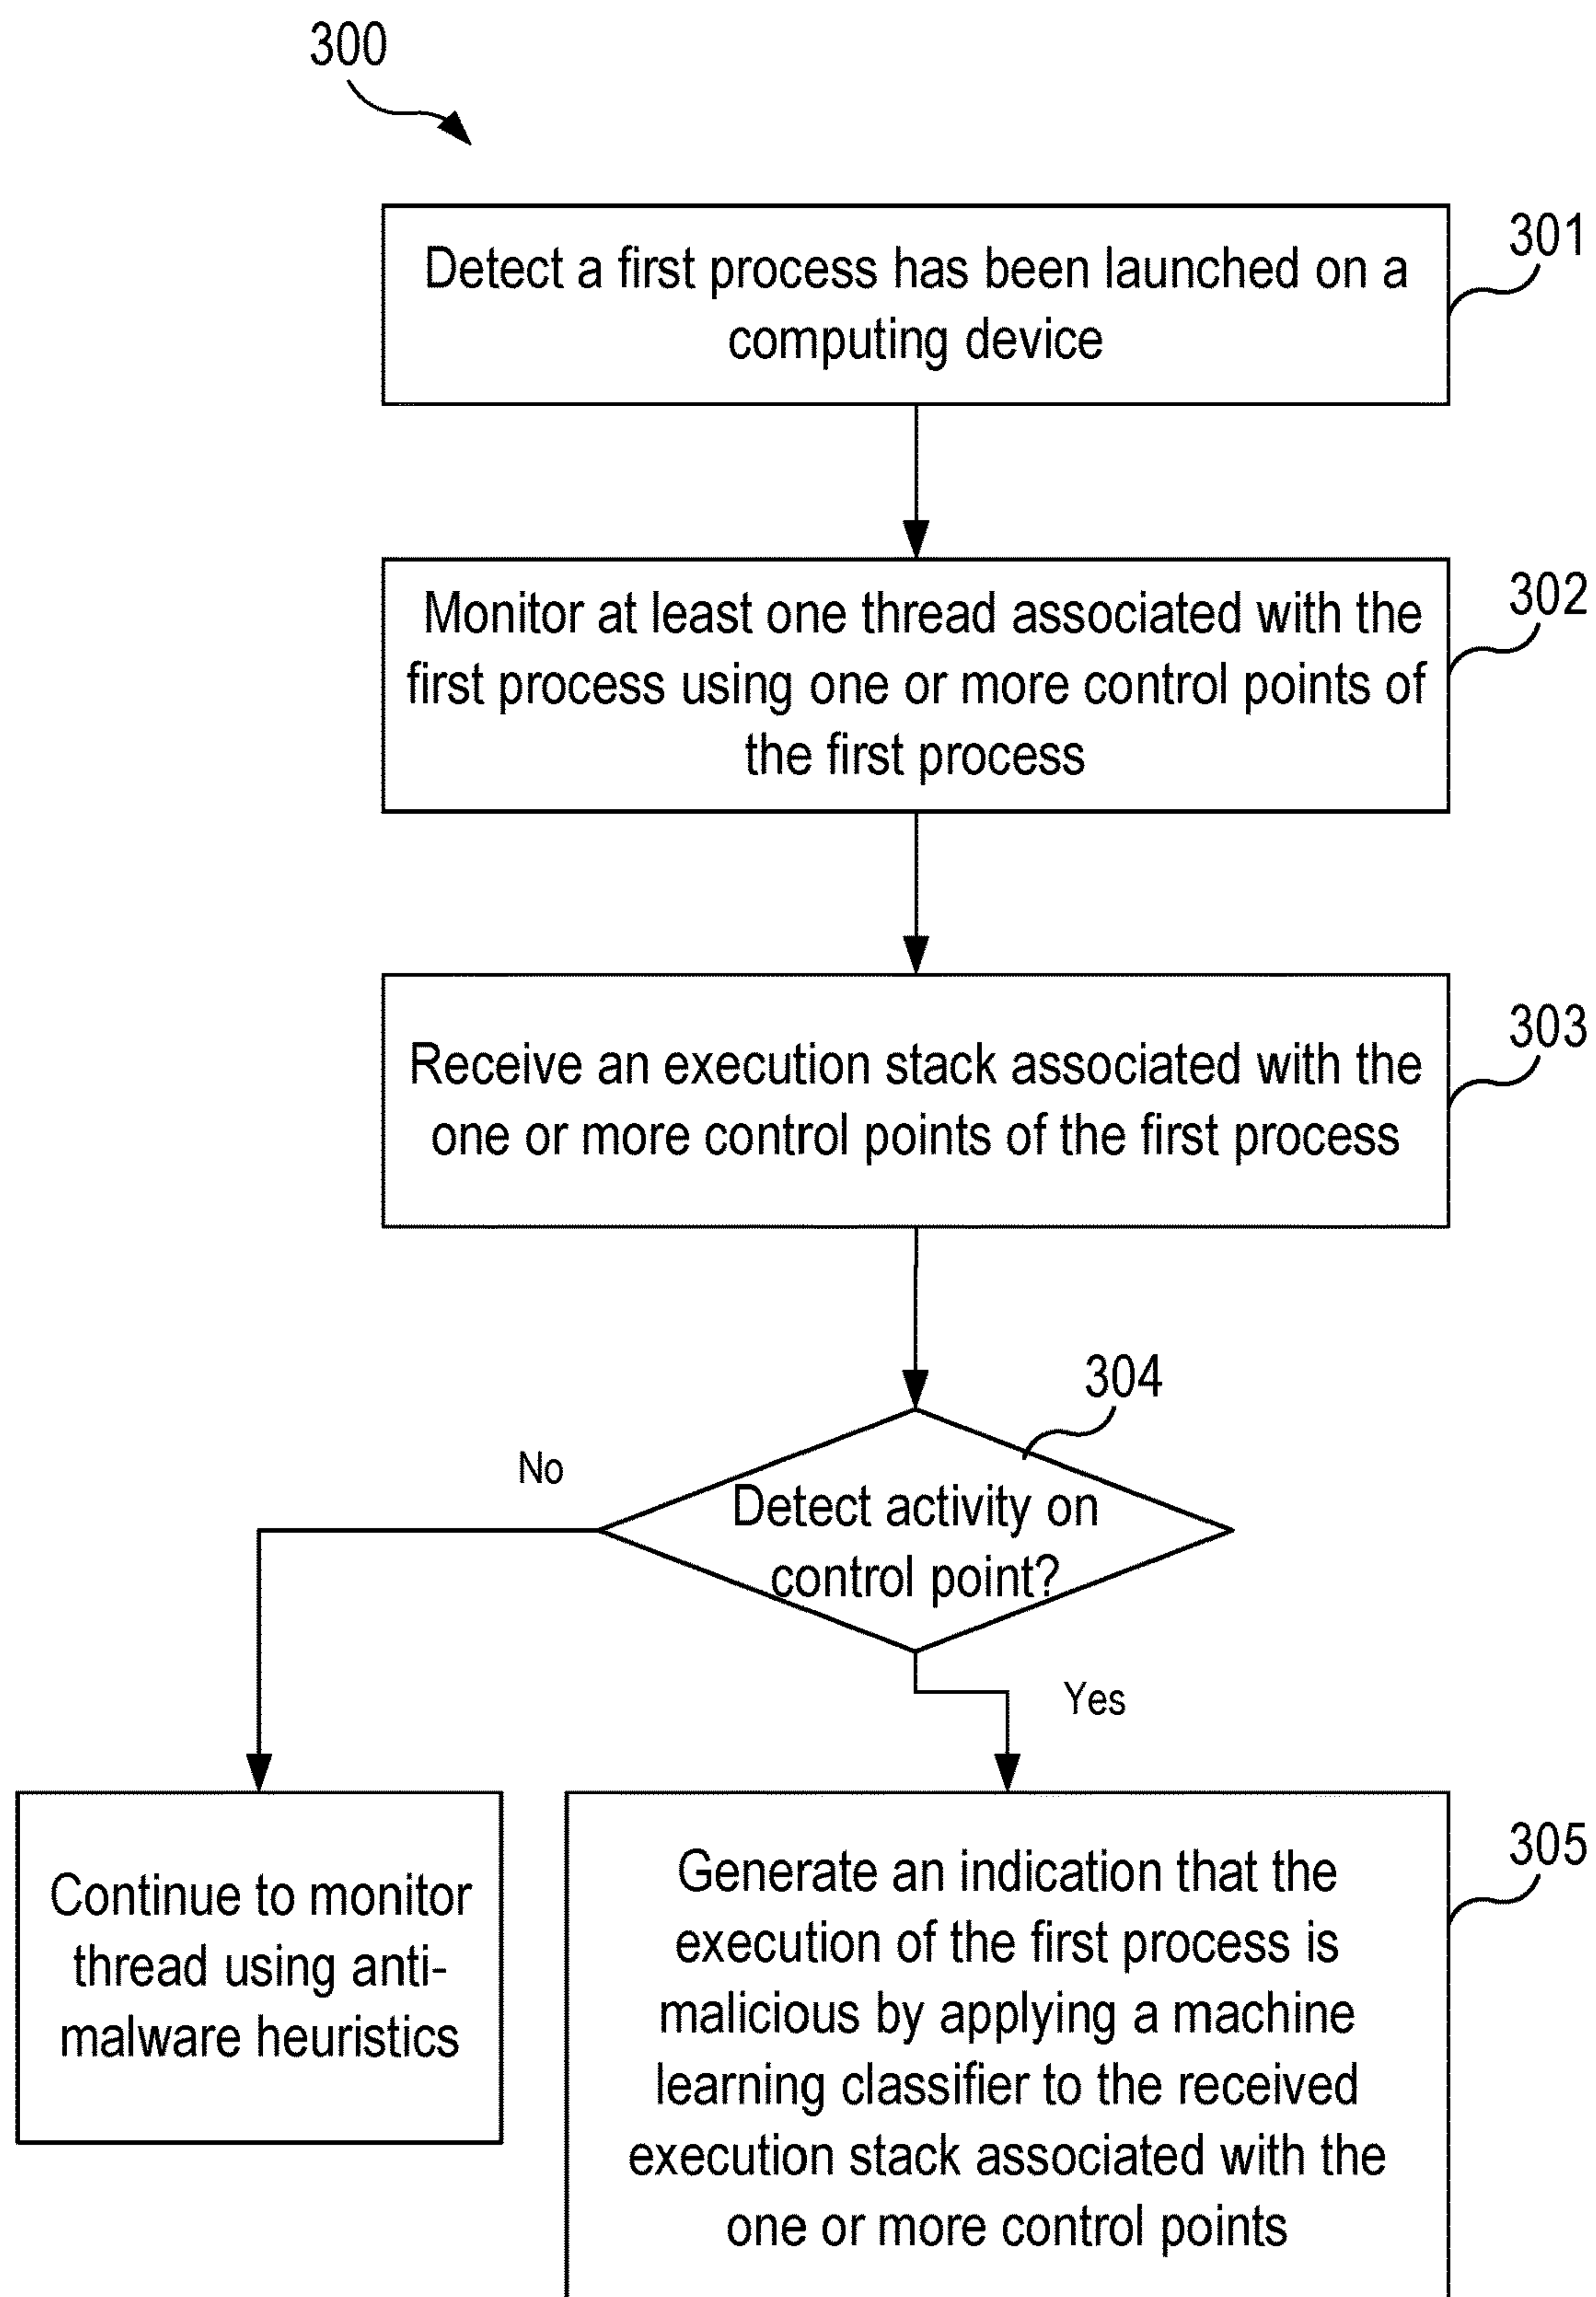 300
Detect a first process has been launched on a
computing device
301
Monitor at least one thread associated with the
first process using one or more control points of
the first process
302
Receive an execution stack associated with the
one or more control points of the first process
303
304
Detect activity on
control point?
No
Yes
Continue to monitor
thread using anti-
malware heuristics
Generate an indication that the
execution of the first process is
malicious by applying a machine
learning classifier to the received
execution stack associated with the
one or more control points
305